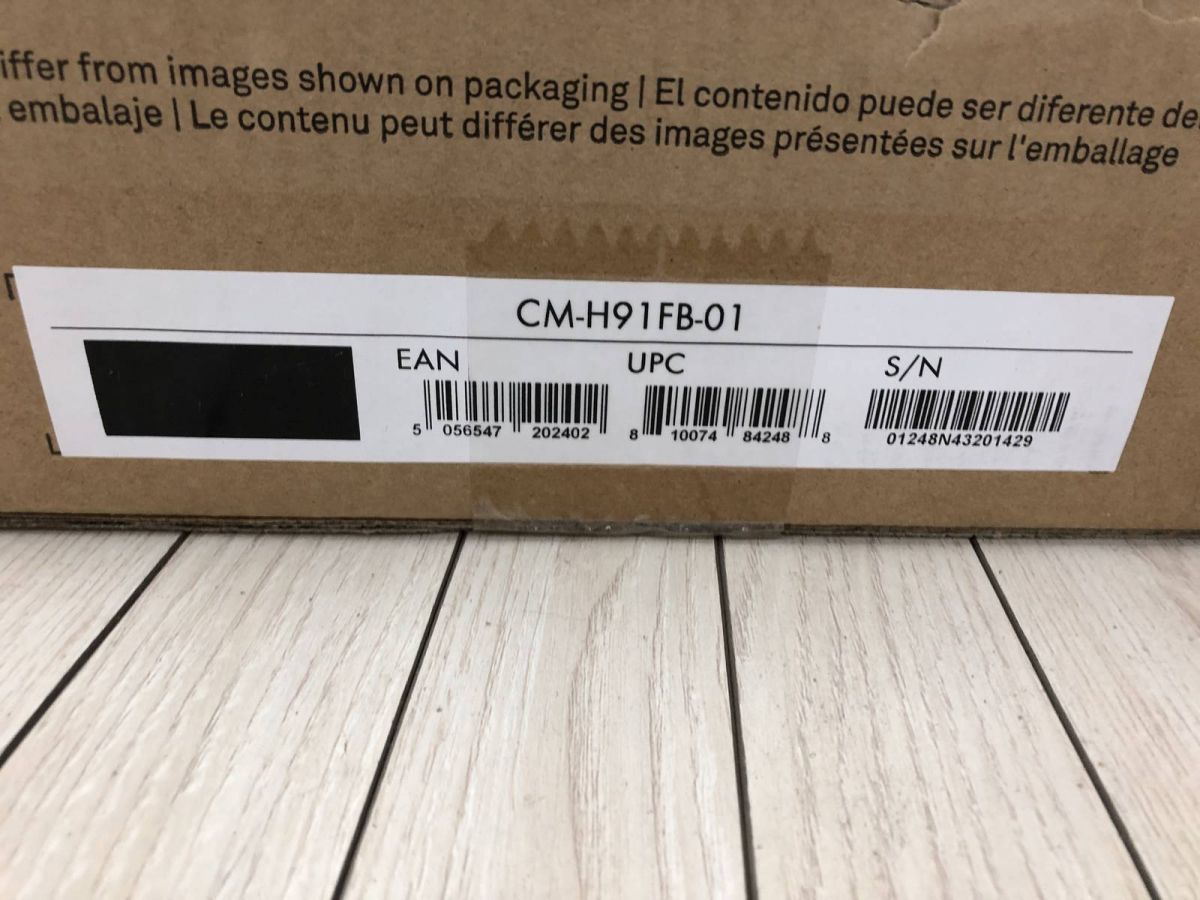 iffer from images shown on packaging | El contenido puede ser diferente de
embalaje | Le contenu peut différer des images présentées sur l'emballage
CM-H91FB-01
EAN
UPC
S/N
5 056547 202402
8 10074 84248 8
01248N43201429